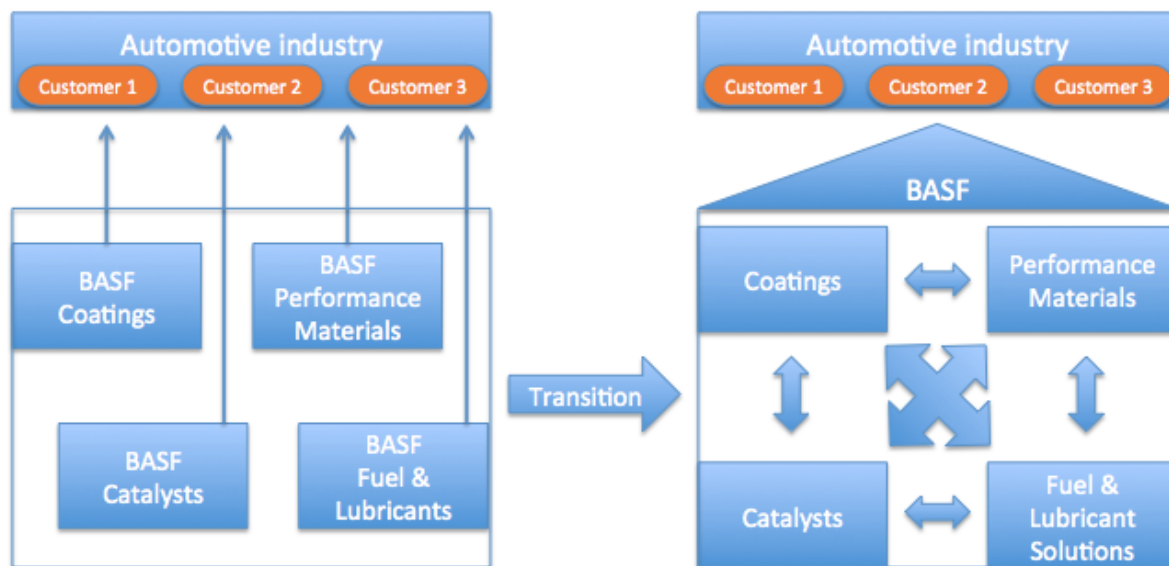 Automotive industry
Customer 1
Customer 2
Customer 3
BASF
Coatings
BASF
Performance
Materials
BASF
Catalysts
BASF
Fuel &
Lubricants
Transition
Automotive industry
Customer 1
Customer 2
Customer 3
BASF
Coatings
Performance
Materials
Catalysts
Fuel &
Lubricant
Solutions